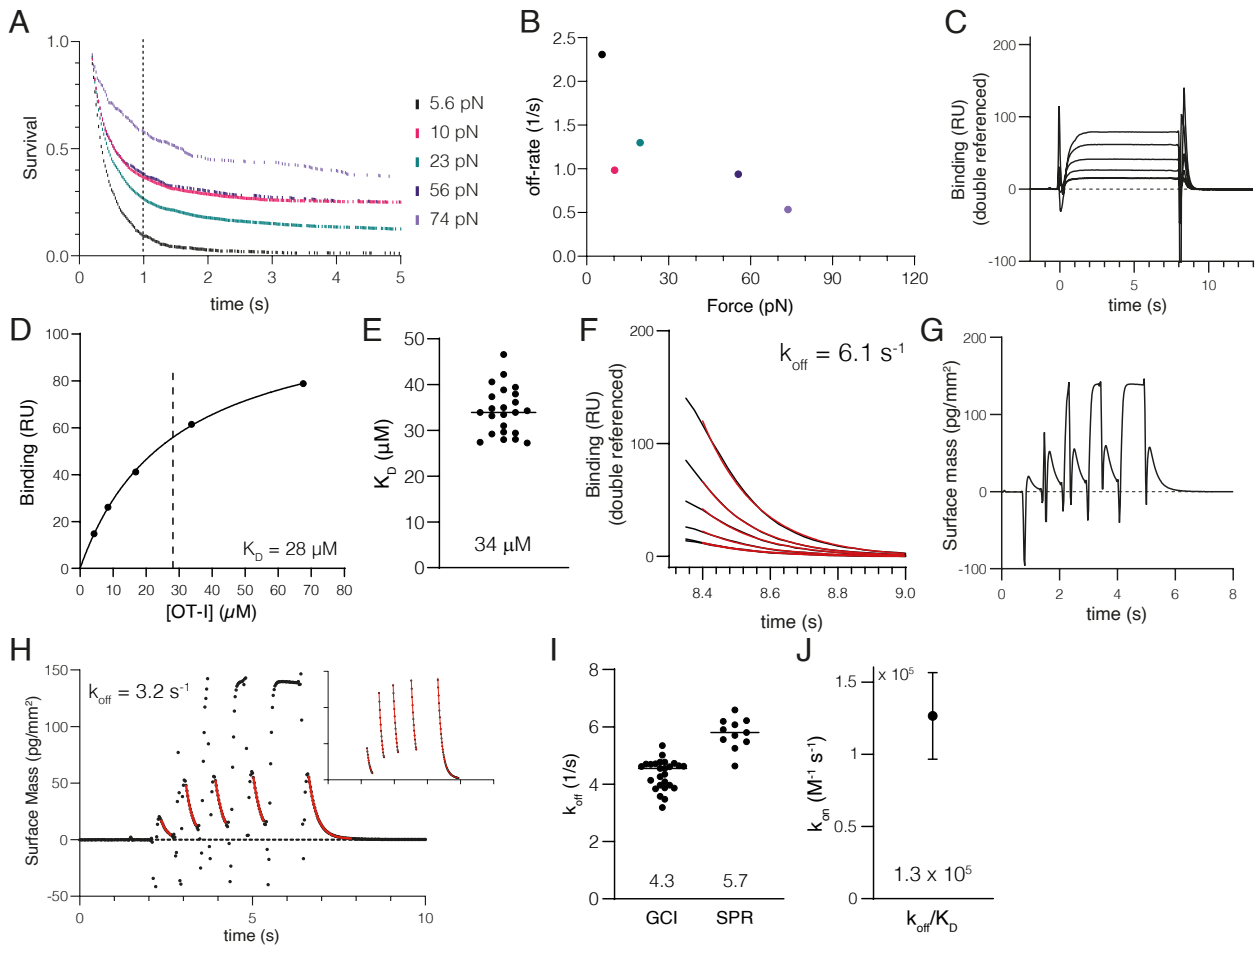 A
Survival
1.0
0.5
0.0
0
1
2
3
4
5
time (s)
5.6 pN
10 pN
23 pN
56 pN
74 pN
B
off-rate (1/s)
2.5
2.0
1.5
1.0
0.5
0.0
0
30
60
90
120
Force (pN)
C
Binding (RU)
(double referenced)
200
100
0
-100
0
5
10
time (s)
D
Binding (RU)
100
80
60
40
20
0
0
10
20
30
40
50
60
70
80
[OT-I] (µM)
K_D = 28 µM
E
K_D (µM)
50
40
30
20
10
0
34 µM
F
Binding (RU)
(double referenced)
200
100
0
k_off = 6.1 s⁻¹
8.4
8.6
8.8
9.0
time (s)
G
Surface mass (pg/mm²)
200
100
0
-100
0
2
4
6
8
time (s)
H
Surface Mass (pg/mm²)
150
100
50
0
-50
k_off = 3.2 s⁻¹
0
5
10
time (s)
I
k_off (1/s)
8
6
4
2
0
4.3
5.7
GCI
SPR
J
k_on (M⁻¹ s⁻¹)
x 10⁵
1.5
1
0.5
0
1.3 x 10⁵
k_off/K_D